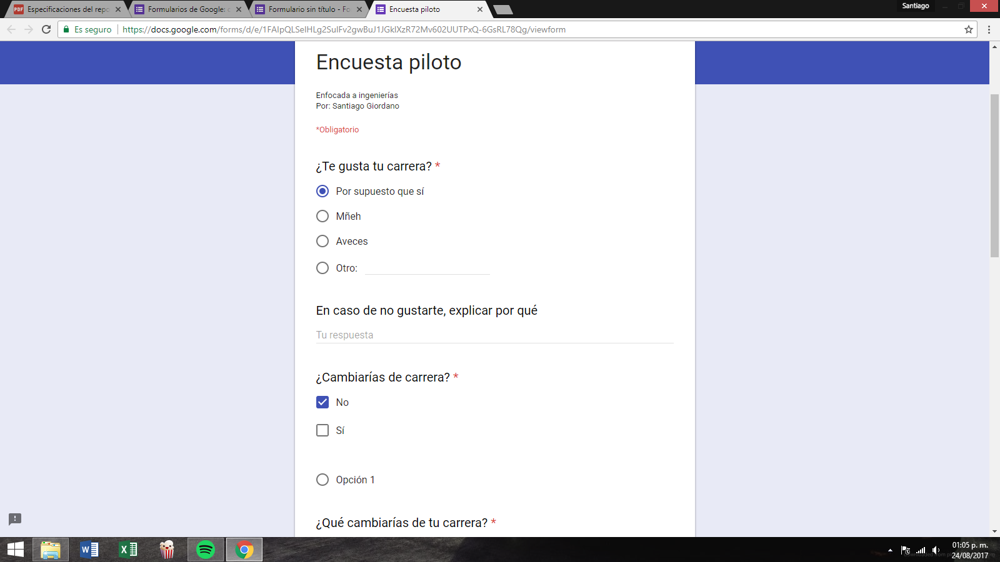 Santiago
PDF Especificaciones del repo
Formularios de Google: c
Formulario sin título - Fo
Encuesta piloto
Es seguro
https://docs.google.com/forms/d/e/1FAIpQLSelHLg2SuIFv2gwBuJ1JGklXzR72Mv602UUTPxQ-6GsRL78Qg/viewform
Encuesta piloto
Enfocada a ingenierías
Por: Santiago Giordano
*Obligatorio
¿Te gusta tu carrera? *
Por supuesto que sí
Mñeh
Aveces
Otro:
En caso de no gustarte, explicar por qué
Tu respuesta
¿Cambiarías de carrera? *
No
Sí
Opción 1
¿Qué cambiarías de tu carrera? *
01:05 p. m.
24/08/2017